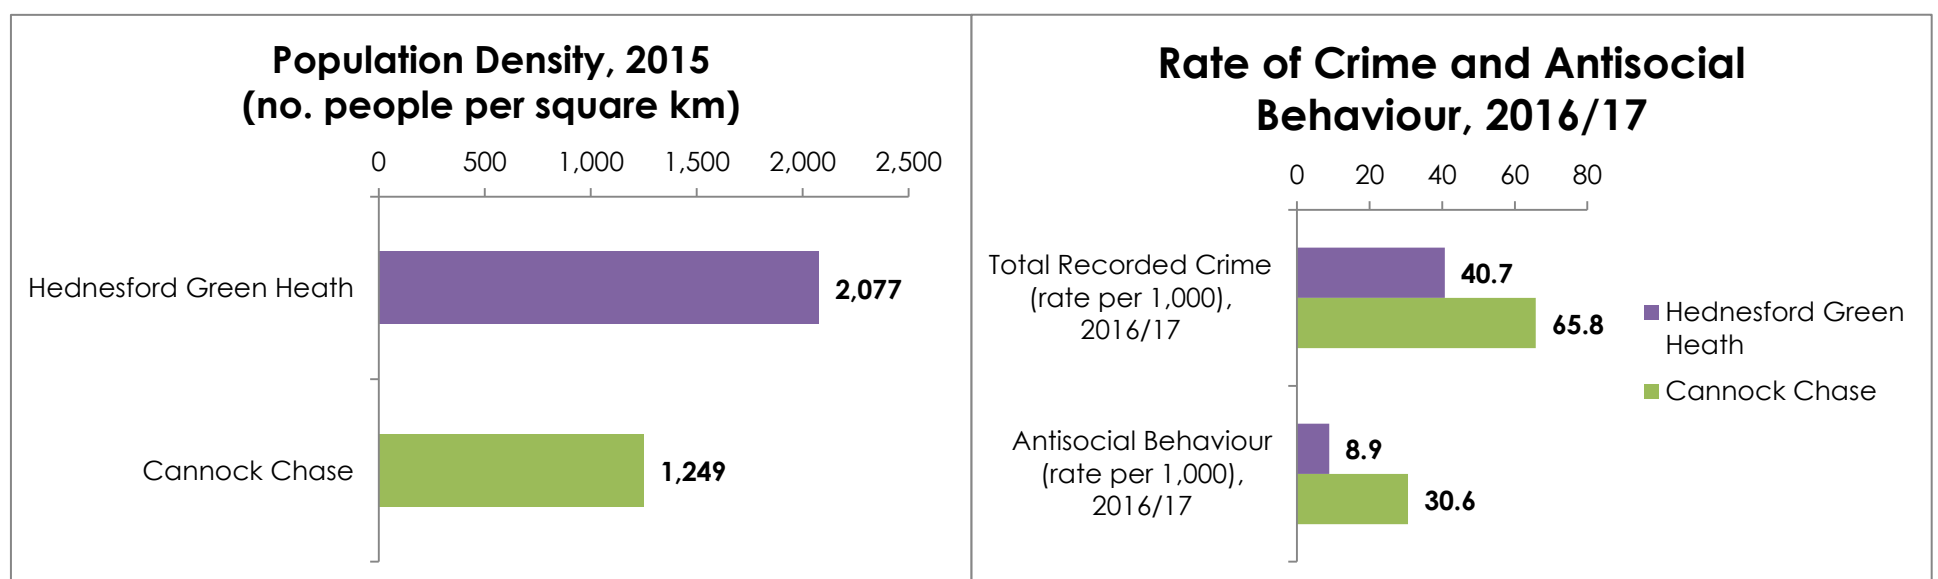 Population Density, 2015
(no. people per square km)
0 500 1,000 1,500 2,000 2,500
Hednesford Green Heath
2,077
Cannock Chase
1,249
Rate of Crime and Antisocial
Behaviour, 2016/17
0 20 40 60 80
Total Recorded Crime
(rate per 1,000),
2016/17
40.7
65.8
Antisocial Behaviour
(rate per 1,000),
2016/17
8.9
30.6
Hednesford Green
Heath
Cannock Chase